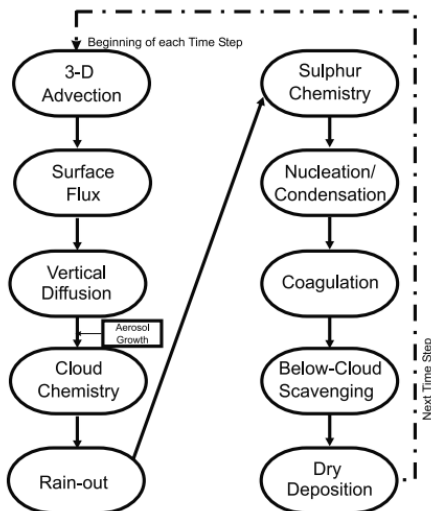 Beginning of each Time Step
3-D
Advection
Surface
Flux
Vertical
Diffusion
Aerosol
Growth
Cloud
Chemistry
Rain-out
Sulphur
Chemistry
Nucleation/
Condensation
Coagulation
Below-Cloud
Scavenging
Dry
Deposition
Next Time Step